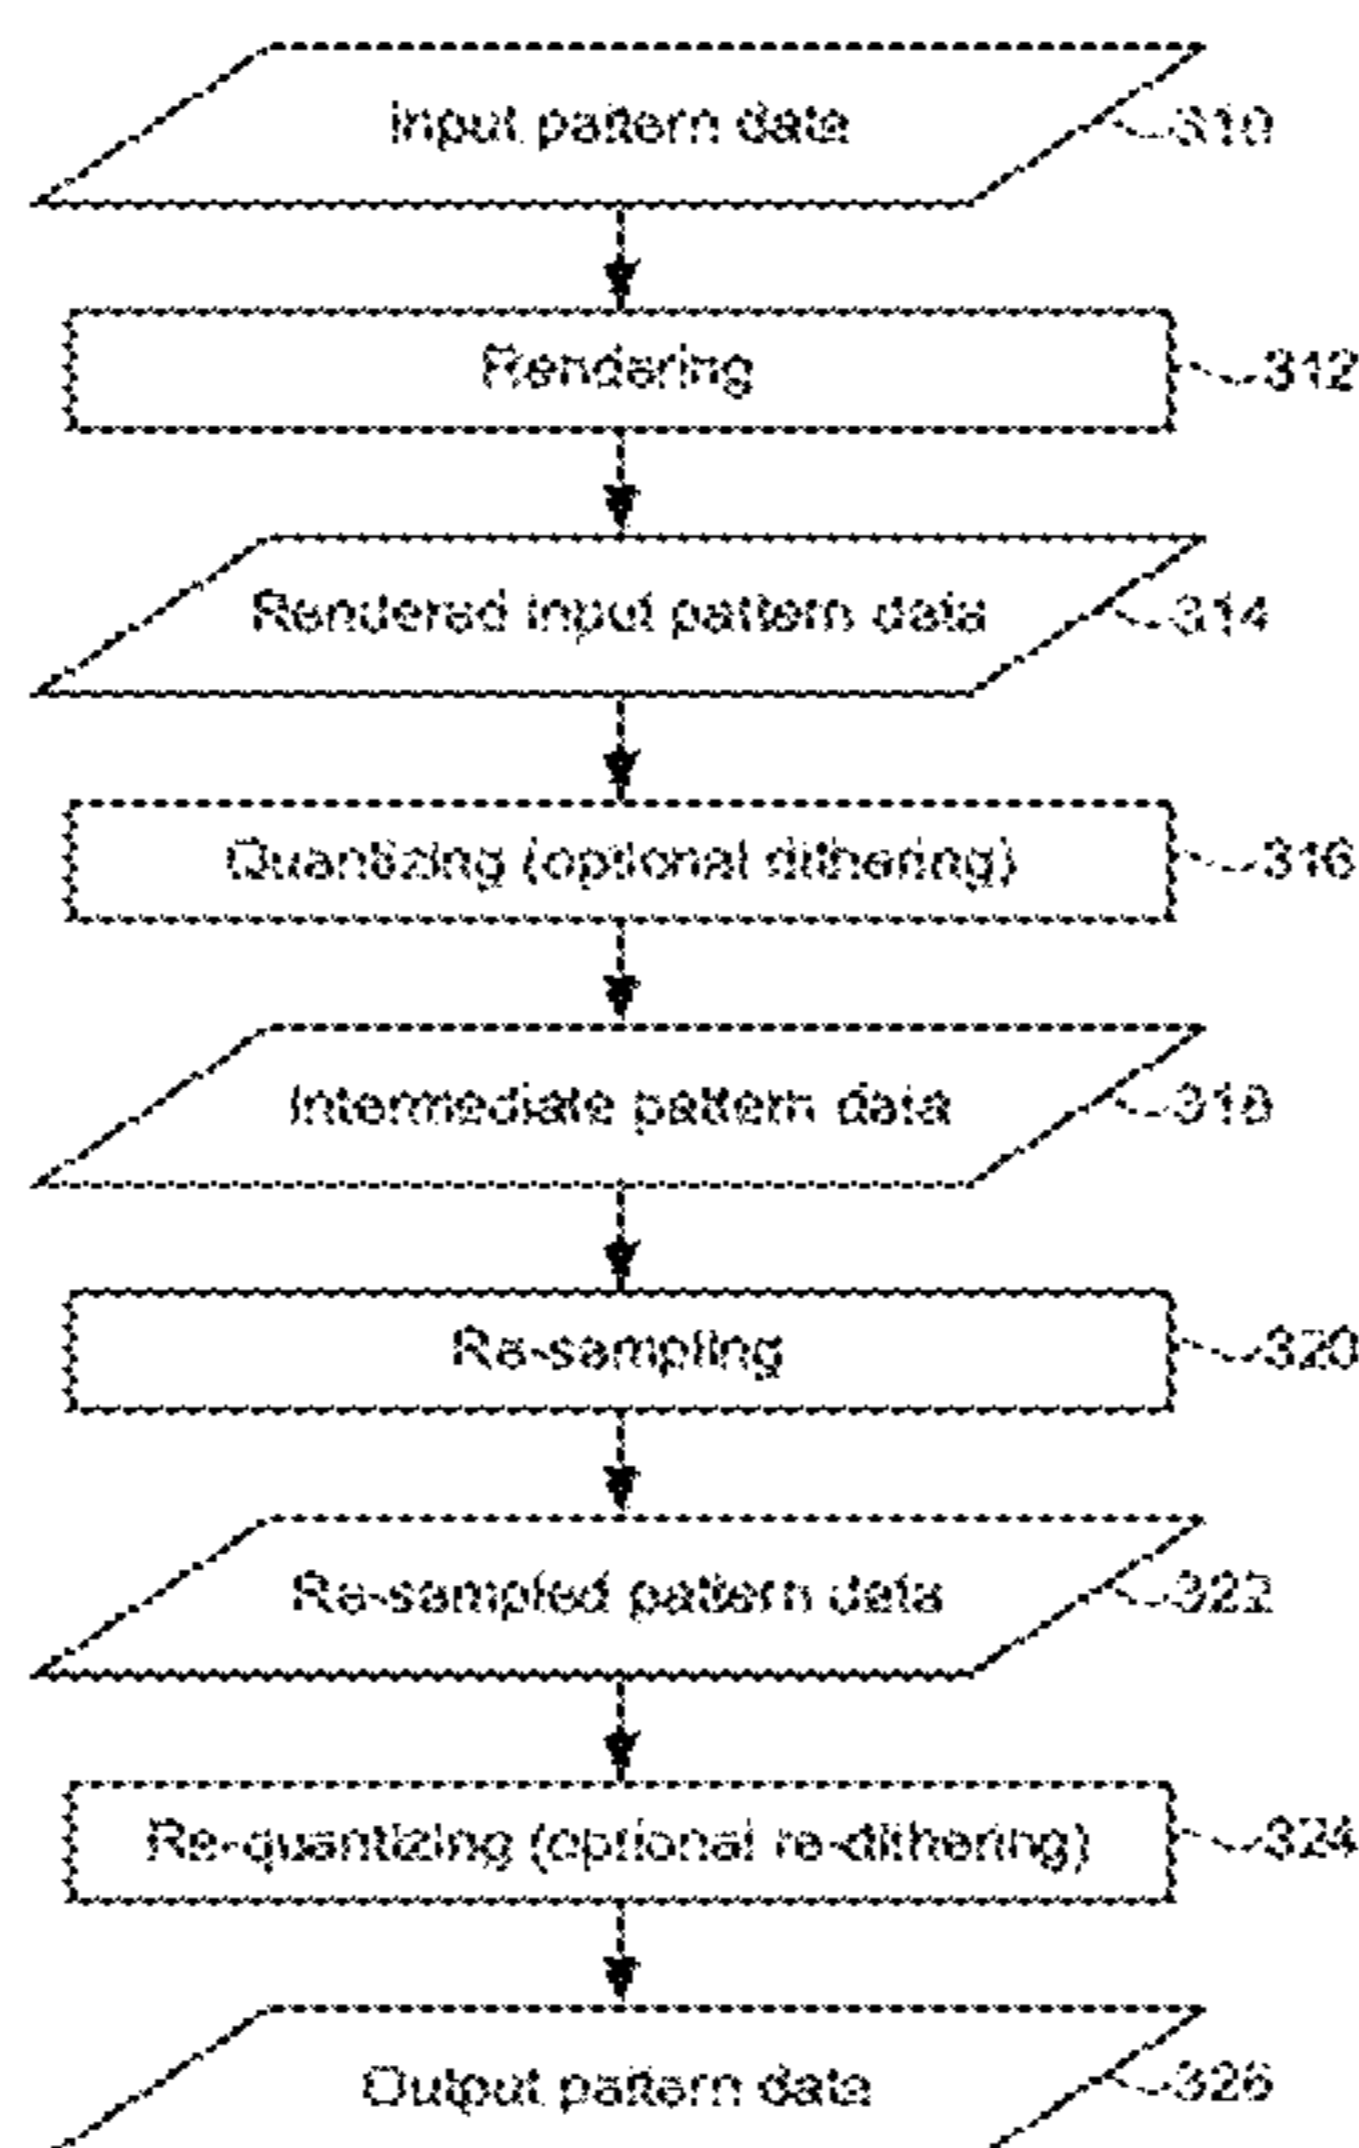 Input pattern data
310
Rendering
312
Rendered input pattern data
314
Quantizing (optional dithering)
316
Intermediate pattern data
318
Re-sampling
320
Re-sampled pattern data
322
Re-quantizing (optional re-dithering)
324
Output pattern data
326